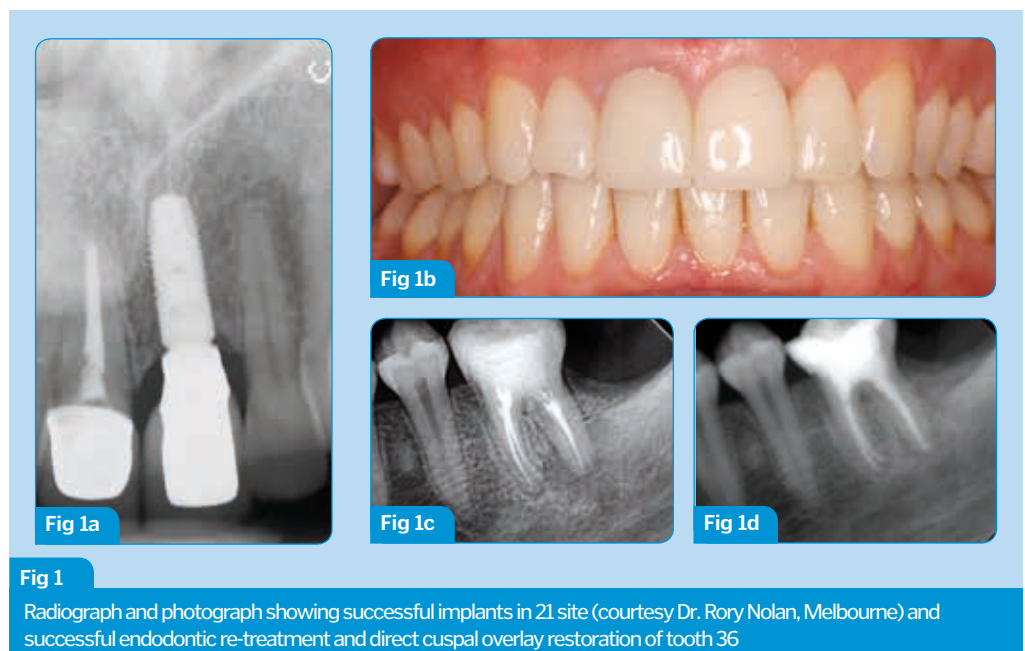 Fig 1a
Fig 1b
Fig 1c
Fig 1d
Fig 1
Radiograph and photograph showing successful implants in 21 site (courtesy Dr. Rory Nolan, Melbourne) and
successful endodontic re-treatment and direct cuspal overlay restoration of tooth 36